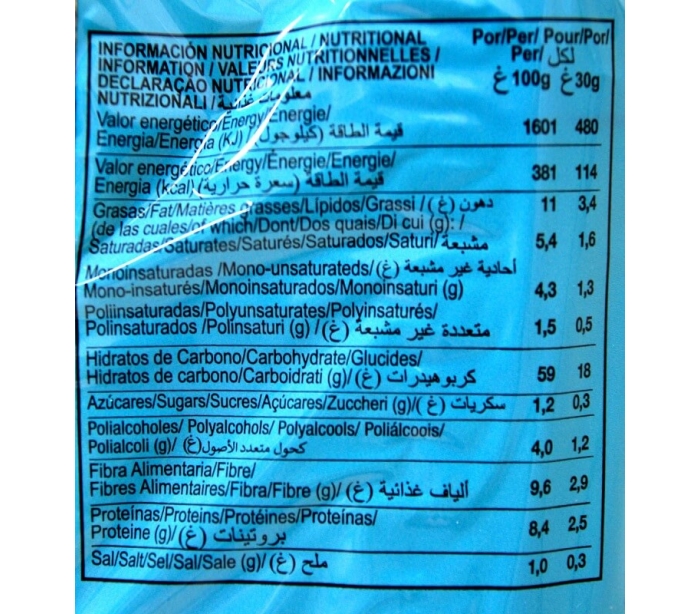 INFORMACIÓN NUTRICIONAL / NUTRITIONAL
INFORMATION / VALEURS NUTRITIONNELLES /
DECLARAÇÃO NUTRICIONAL / INFORMAZIONI
NUTRIZIONALI / معلومات غذائية
Por/Per/ Pour/Por/
Per/ لكل
غ 100g غ 30g
Valor energético/Energy/Énergie/
Energia/Energia (KJ) / قيمة الطاقة (كيلوجول) 1601 480
Valor energético/Energy/Énergie/Energie/
Energia (kcal) قيمة الطاقة (سعرة حرارية) 381 114
Grasas/Fat/Matières grasses/Lípidos/Grassi / دهون (غ) 11 3,4
(de las cuales/of which/Dont/Dos quais/Di cui (g): /
Saturadas/Saturates/Saturés/Saturados/Saturi/ مشبعة 5,4 1,6
Monoinsaturadas /Mono-unsaturateds/ أحادية غير مشبعة (غ)
Mono-insaturés/Monoinsaturados/Monoinsaturi (g) 4,3 1,3
Poliinsaturadas/Polyunsaturates/Polyinsaturés/
Polinsaturados /Polinsaturi (g) / متعددة غير مشبعة (غ) 1,5 0,5
Hidratos de Carbono/Carbohydrate/Glucides/
Hidratos de carbono/Carboidrati (g)/ كربوهيدرات (غ) 59 18
Azúcares/Sugars/Sucres/Açúcares/Zuccheri (g)/ سكريات (غ) 1,2 0,3
Polialcoholes/ Polyalcohols/ Polyalcools/ Poliálcoois/
Polialcoli (g)/ كحول متعدد الأصول (غ) 4,0 1,2
Fibra Alimentaria/Fibre/
Fibres Alimentaires/Fibra/Fibre (g)/ ألياف غذائية (غ) 9,6 2,9
Proteínas/Proteins/Protéines/Proteínas/
Proteine (g)/ بروتينات (غ) 8,4 2,5
Sal/Salt/Sel/Sal/Sale (g)/ ملح (غ) 1,0 0,3